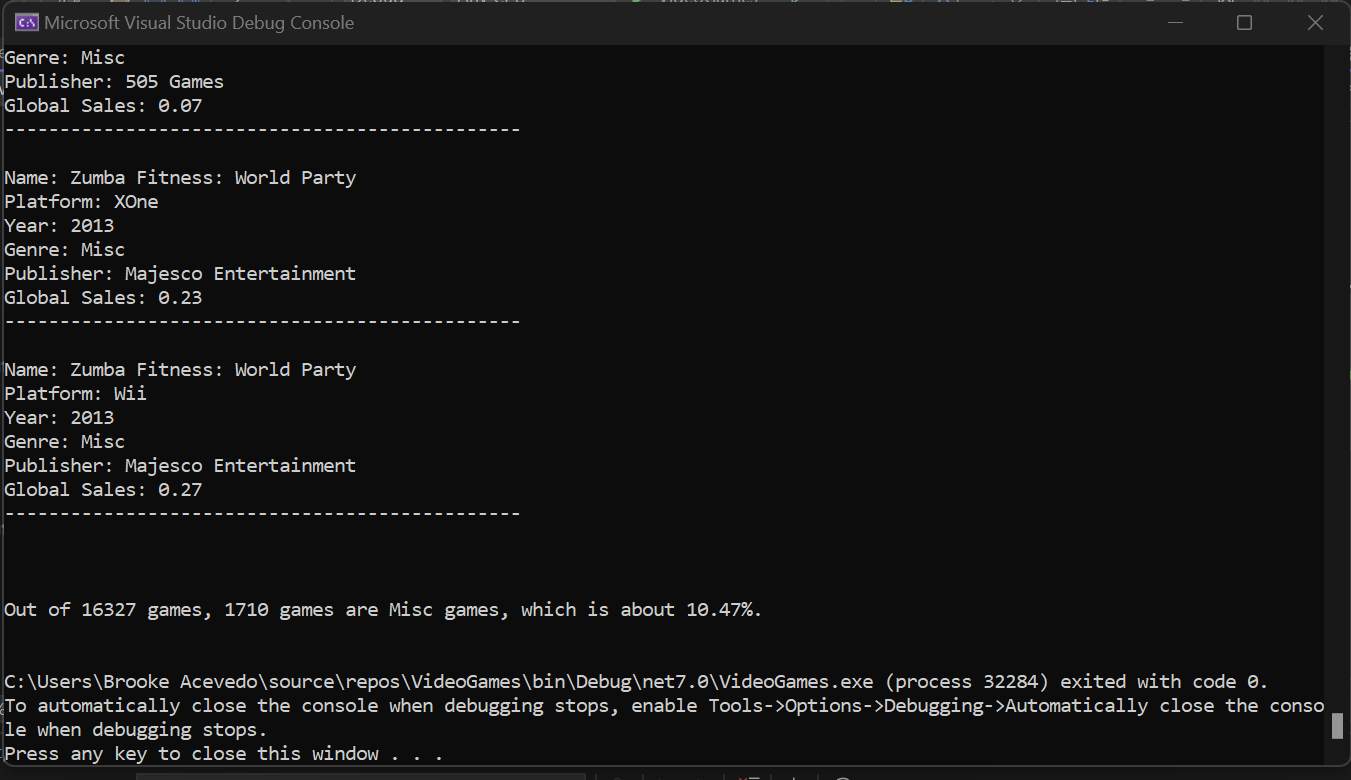 Microsoft Visual Studio Debug Console
Genre: Misc
Publisher: 505 Games
Global Sales: 0.07
-----------------------------------------------
Name: Zumba Fitness: World Party
Platform: XOne
Year: 2013
Genre: Misc
Publisher: Majesco Entertainment
Global Sales: 0.23
-----------------------------------------------
Name: Zumba Fitness: World Party
Platform: Wii
Year: 2013
Genre: Misc
Publisher: Majesco Entertainment
Global Sales: 0.27
-----------------------------------------------
Out of 16327 games, 1710 games are Misc games, which is about 10.47%.
C:\Users\Brooke Acevedo\source\repos\VideoGames\bin\Debug\net7.0\VideoGames.exe (process 32284) exited with code 0.
To automatically close the console when debugging stops, enable Tools->Options->Debugging->Automatically close the conso
le when debugging stops.
Press any key to close this window . . .